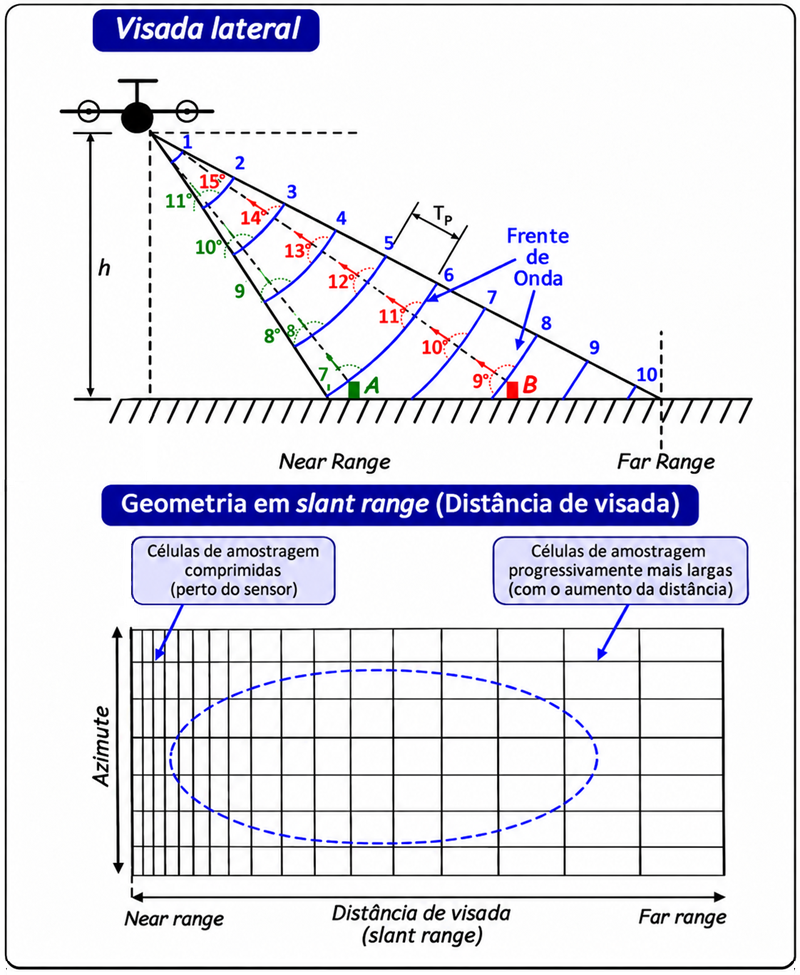 Visada lateral
1
2
3
4
5
6
7
8
9
10
15°
14°
13°
12°
11°
10°
9°
11°
10°
9
8°
8
7
T_P
h
Frente
de
Onda
A
B
Near Range
Far Range
Geometria em slant range (Distância de visada)
Células de amostragem
comprimidas
(perto do sensor)
Células de amostragem
progressivamente mais largas
(com o aumento da distância)
Azimute
Near range
Distância de visada
(slant range)
Far range